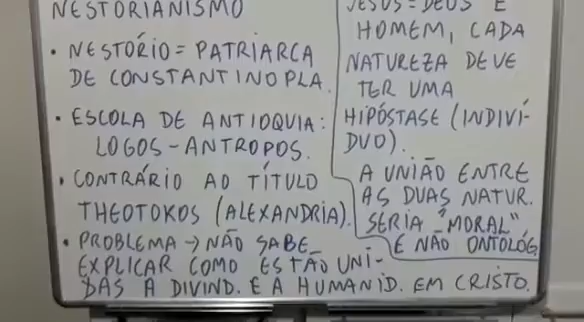 NESTORIANISMO
• NESTÓRIO = PATRIARCA
DE CONSTANTINOPLA.
• ESCOLA DE ANTIOQUIA:
LOGOS-ANTROPOS.
• CONTRÁRIO AO TÍTULO
THEOTOKOS (ALEXANDRIA).
• PROBLEMA → NÃO SABE
EXPLICAR COMO ESTÃO UNI-
DAS A DIVIND. E A HUMANID. EM CRISTO.
JESUS = DEUS E
HOMEM, CADA
NATUREZA DEVE
TER UMA
HIPÓSTASE (INDIVÍ-
DUO).
A UNIÃO ENTRE
AS DUAS NATUR.
SERIA "MORAL"
E NÃO ONTOLÓG.